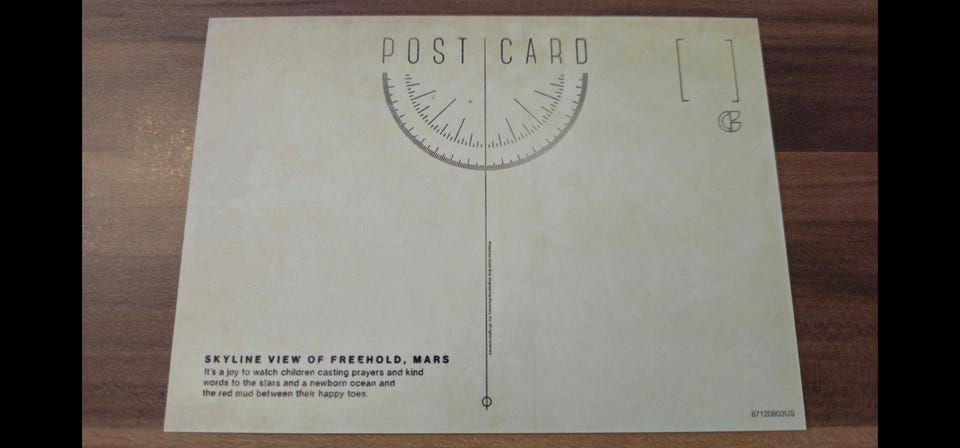 POST CARD
SKYLINE VIEW OF FREEHOLD, MARS
It's a joy to watch children casting prayers and kind
words to the stars and a newborn ocean and
the red mud between their happy toes.
87120803US